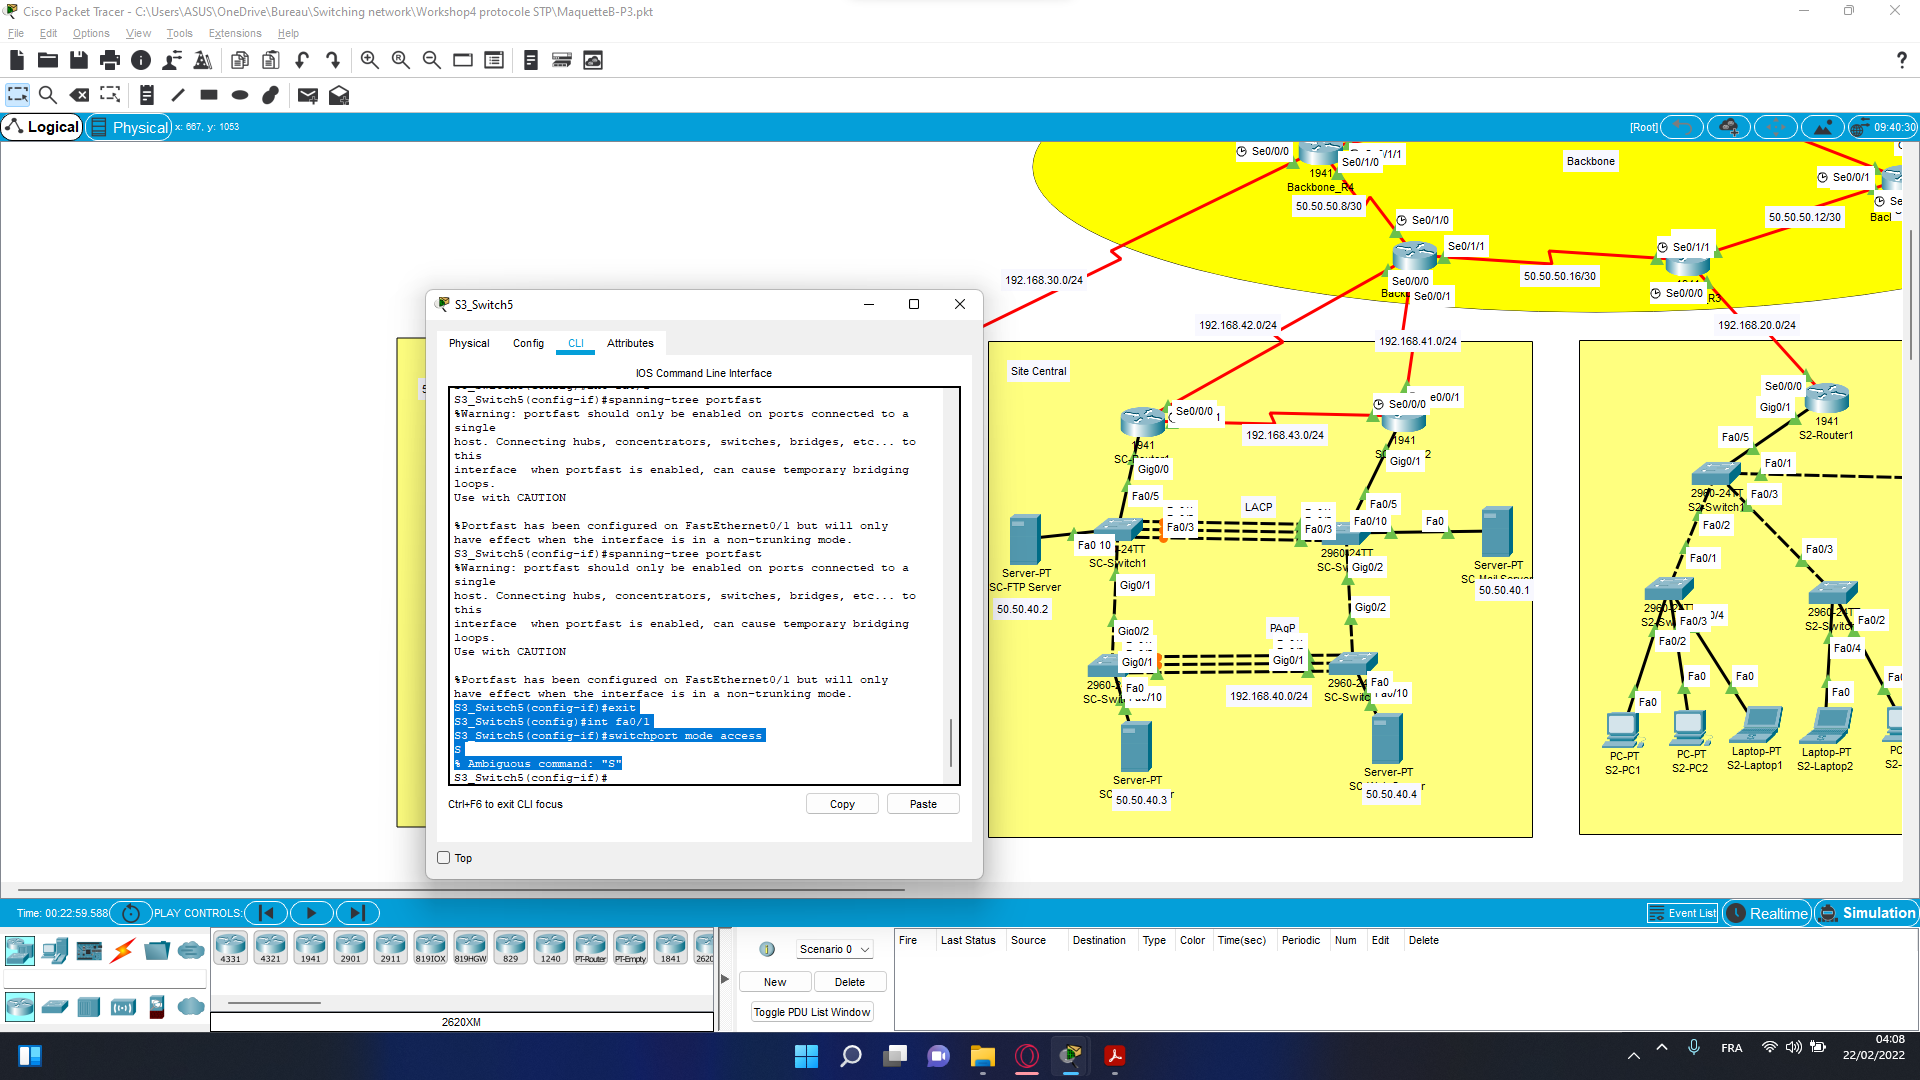 Cisco Packet Tracer - C:\Users\ASUS\OneDrive\Bureau\Switching network\Workshop4 protocole STP\MaquetteB-P3.pkt
File Edit Options View Tools Extensions Help
Logical
Physical
x: 667, y: 1053
[Root]
09:40:30
Se0/0/0
Se0/1/0
1941
Backbone_R4
50.50.50.8/30
Backbone
Se0/0/1
50.50.50.12/30
Se0/1/0
Se0/1/1
Se0/0/0
Se0/0/1
50.50.50.16/30
Se0/1/1
Se0/0/0
192.168.30.0/24
192.168.42.0/24
192.168.41.0/24
192.168.20.0/24
S3_Switch5
Physical
Config
CLI
Attributes
IOS Command Line Interface
S3_Switch5(config-if)#spanning-tree portfast
%Warning: portfast should only be enabled on ports connected to a
single
host. Connecting hubs, concentrators, switches, bridges, etc... to
this
interface  when portfast is enabled, can cause temporary bridging
loops.
Use with CAUTION
%Portfast has been configured on FastEthernet0/1 but will only
have effect when the interface is in a non-trunking mode.
S3_Switch5(config-if)#spanning-tree portfast
%Warning: portfast should only be enabled on ports connected to a
single
host. Connecting hubs, concentrators, switches, bridges, etc... to
this
interface  when portfast is enabled, can cause temporary bridging
loops.
Use with CAUTION
%Portfast has been configured on FastEthernet0/1 but will only
have effect when the interface is in a non-trunking mode.
S3_Switch5(config-if)#exit
S3_Switch5(config)#int fa0/1
S3_Switch5(config-if)#switchport mode access
S
% Ambiguous command: "S"
S3_Switch5(config-if)#
Ctrl+F6 to exit CLI focus
Copy
Paste
Top
Site Central
Se0/0/0
1941
Gig0/0
Fa0/5
192.168.43.0/24
Se0/0/0
1941
Gig0/1
Fa0/5
LACP
Fa0/3
Fa0/3
Fa0/10
Fa0
Fa0 10
SC-Switch1
Server-PT
SC-FTP Server
50.50.40.2
Gig0/1
Gig0/2
Server-PT
50.50.40.1
Gig0/2
Gig0/2
PAgP
Gig0/1
Gig0/1
192.168.40.0/24
Fa0
Fa0
Server-PT
50.50.40.3
Server-PT
50.50.40.4
Se0/0/0
Gig0/1
1941
S2-Router1
Fa0/5
Fa0/1
Fa0/3
S2-Switch1
Fa0/2
Fa0/1
Fa0/3
Fa0/3
Fa0/2
Fa0/2
Fa0/4
Fa0
Fa0
Fa0
Fa0
Fa0
PC-PT
S2-PC1
PC-PT
S2-PC2
Laptop-PT
S2-Laptop1
Laptop-PT
S2-Laptop2
Time: 00:22:59.588
PLAY CONTROLS:
Event List
Realtime
Simulation
4331
4321
1941
2901
2911
819IOX
819HGW
829
1240
PT-Router
PT-Empty
1841
2620XM
Scenario 0
New
Delete
Toggle PDU List Window
Fire Last Status Source Destination Type Color Time(sec) Periodic Num Edit Delete
FRA
04:08
22/02/2022